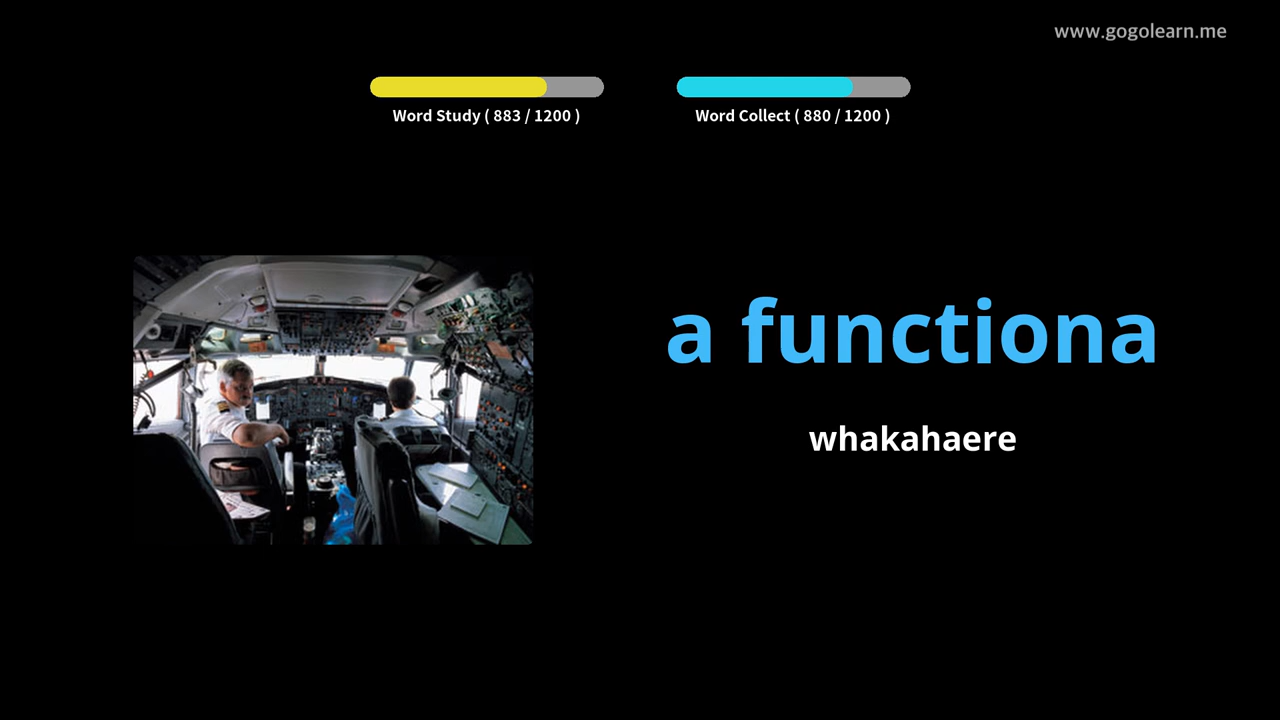 www.gogolearn.me
Word Study ( 883 / 1200 )
Word Collect ( 880 / 1200 )
a functiona
whakahaere